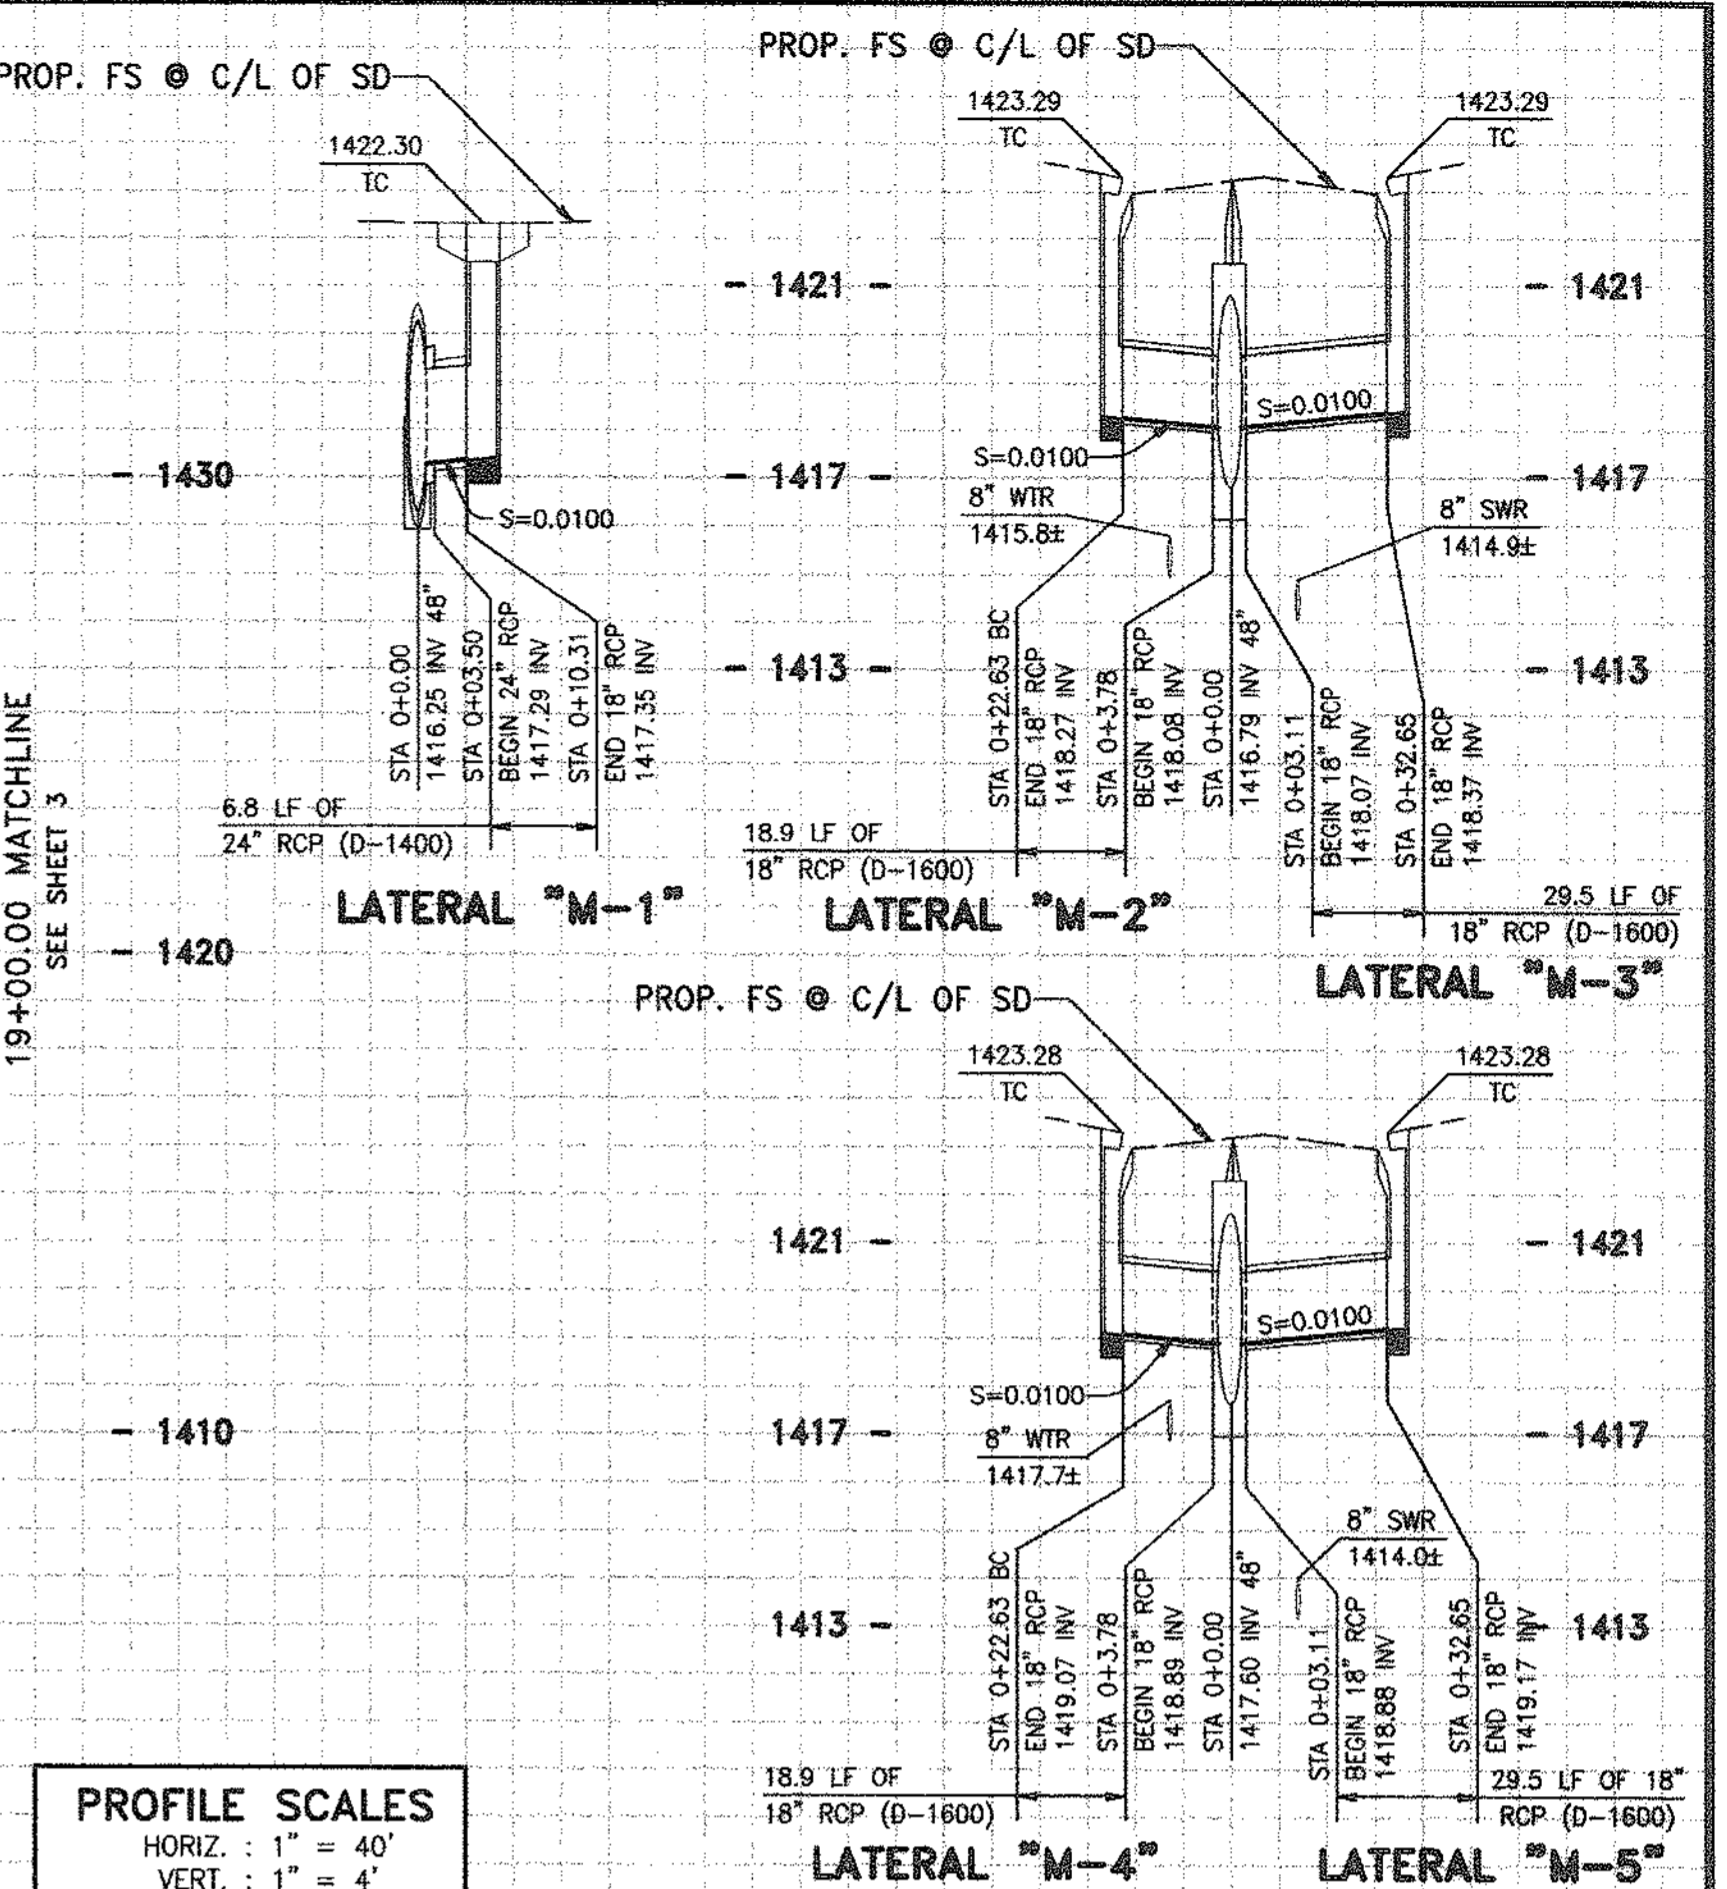 PROP. FS @ C/L OF SD
1422.30
TC
S=0.0100
STA 0+0.00
1416.25 INV 48"
STA 0+03.50
BEGIN 24" RCP
1417.29 INV
STA 0+10.31
END 18" RCP
1417.35 INV
6.8 LF OF
24" RCP (D-1400)
LATERAL "M-1"
19+00.00 MATCHLINE
SEE SHEET 3
- 1430
- 1420
- 1410
PROP. FS @ C/L OF SD
1423.29
TC
1423.29
TC
- 1421 -
- 1421
S=0.0100
S=0.0100
- 1417 -
- 1417
8" WTR
1415.8±
8" SWR
1414.9±
- 1413 -
- 1413
STA 0+22.63 BC
END 18" RCP
1418.27 INV
STA 0+3.78
BEGIN 18" RCP
1418.08 INV
STA 0+0.00
1416.79 INV 48"
STA 0+03.11
BEGIN 18" RCP
1418.07 INV
STA 0+32.65
END 18" RCP
1418.37 INV
18.9 LF OF
18" RCP (D-1600)
LATERAL "M-2"
29.5 LF OF
18" RCP (D-1600)
LATERAL "M-3"
PROP. FS @ C/L OF SD
1423.28
TC
1423.28
TC
1421 -
- 1421
S=0.0100
S=0.0100
1417 -
- 1417
8" WTR
1417.7±
8" SWR
1414.0±
1413 -
- 1413
STA 0+22.63 BC
END 18" RCP
1419.07 INV
STA 0+3.78
BEGIN 18" RCP
1418.89 INV
STA 0+0.00
1417.60 INV 48"
STA 0+03.11
BEGIN 18" RCP
1418.88 INV
STA 0+32.65
END 18" RCP
1419.17 INV
18.9 LF OF
18" RCP (D-1600)
LATERAL "M-4"
29.5 LF OF 18"
RCP (D-1600)
LATERAL "M-5"
PROFILE SCALES
HORIZ. : 1" = 40'
VERT. : 1" = 4'